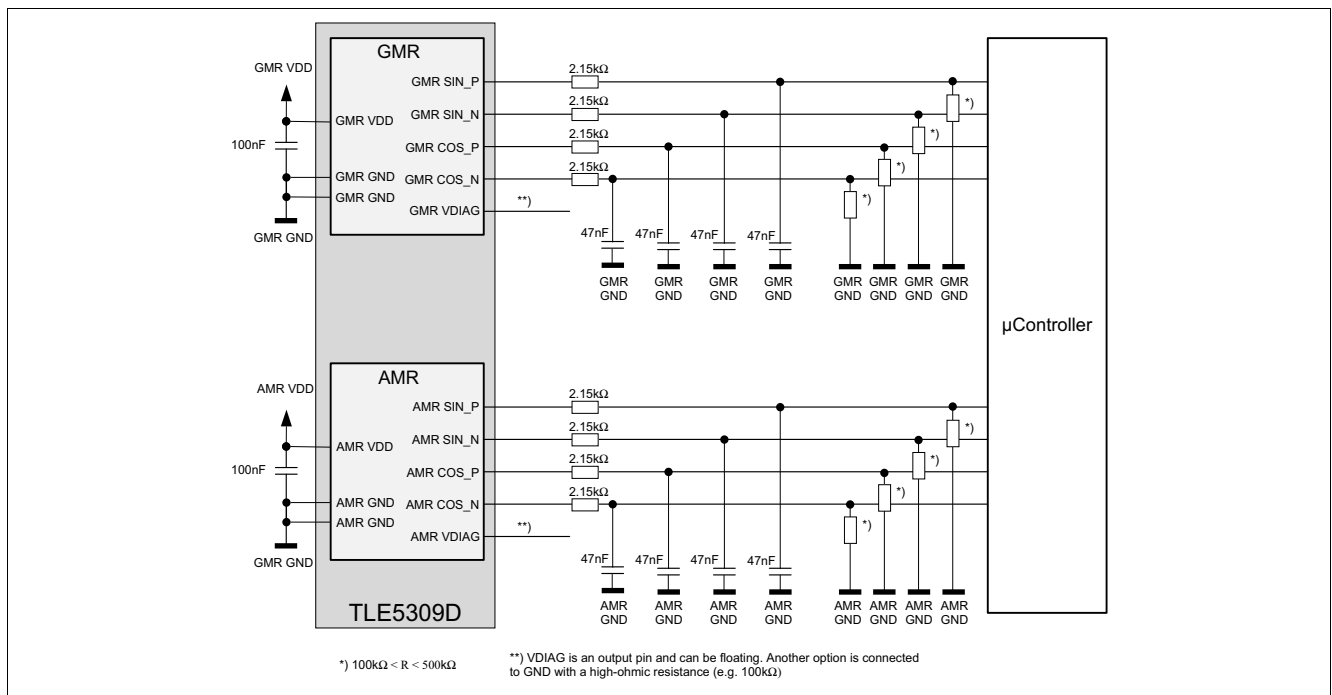 GMR
GMR VDD
GMR SIN_P
2.15kΩ
*)
GMR SIN_N
2.15kΩ
*)
GMR VDD
100nF
GMR COS_P
2.15kΩ
*)
GMR GND
GMR COS_N
2.15kΩ
*)
GMR GND
GMR VDIAG
**)
GMR GND
47nF 47nF 47nF 47nF
GMR GMR GMR GMR GMR GMR GMR GMR
GND GND GND GND GND GND GND GND
µController
AMR
AMR VDD
AMR SIN_P
2.15kΩ
*)
AMR SIN_N
2.15kΩ
*)
AMR VDD
100nF
AMR COS_P
2.15kΩ
*)
AMR GND
AMR COS_N
2.15kΩ
*)
AMR GND
AMR VDIAG
**)
GMR GND
47nF 47nF 47nF 47nF
AMR AMR AMR AMR AMR AMR AMR AMR
GND GND GND GND GND GND GND GND
TLE5309D
*) 100kΩ < R < 500kΩ
**) VDIAG is an output pin and can be floating. Another option is connected
to GND with a high-ohmic resistance (e.g. 100kΩ)